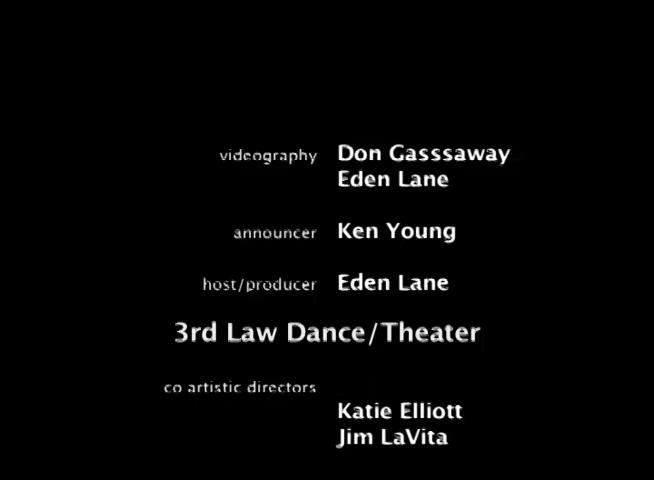 videography Don Gasssaway
Eden Lane
announcer Ken Young
host/producer Eden Lane
3rd Law Dance/Theater
co artistic directors
Katie Elliott
Jim LaVita